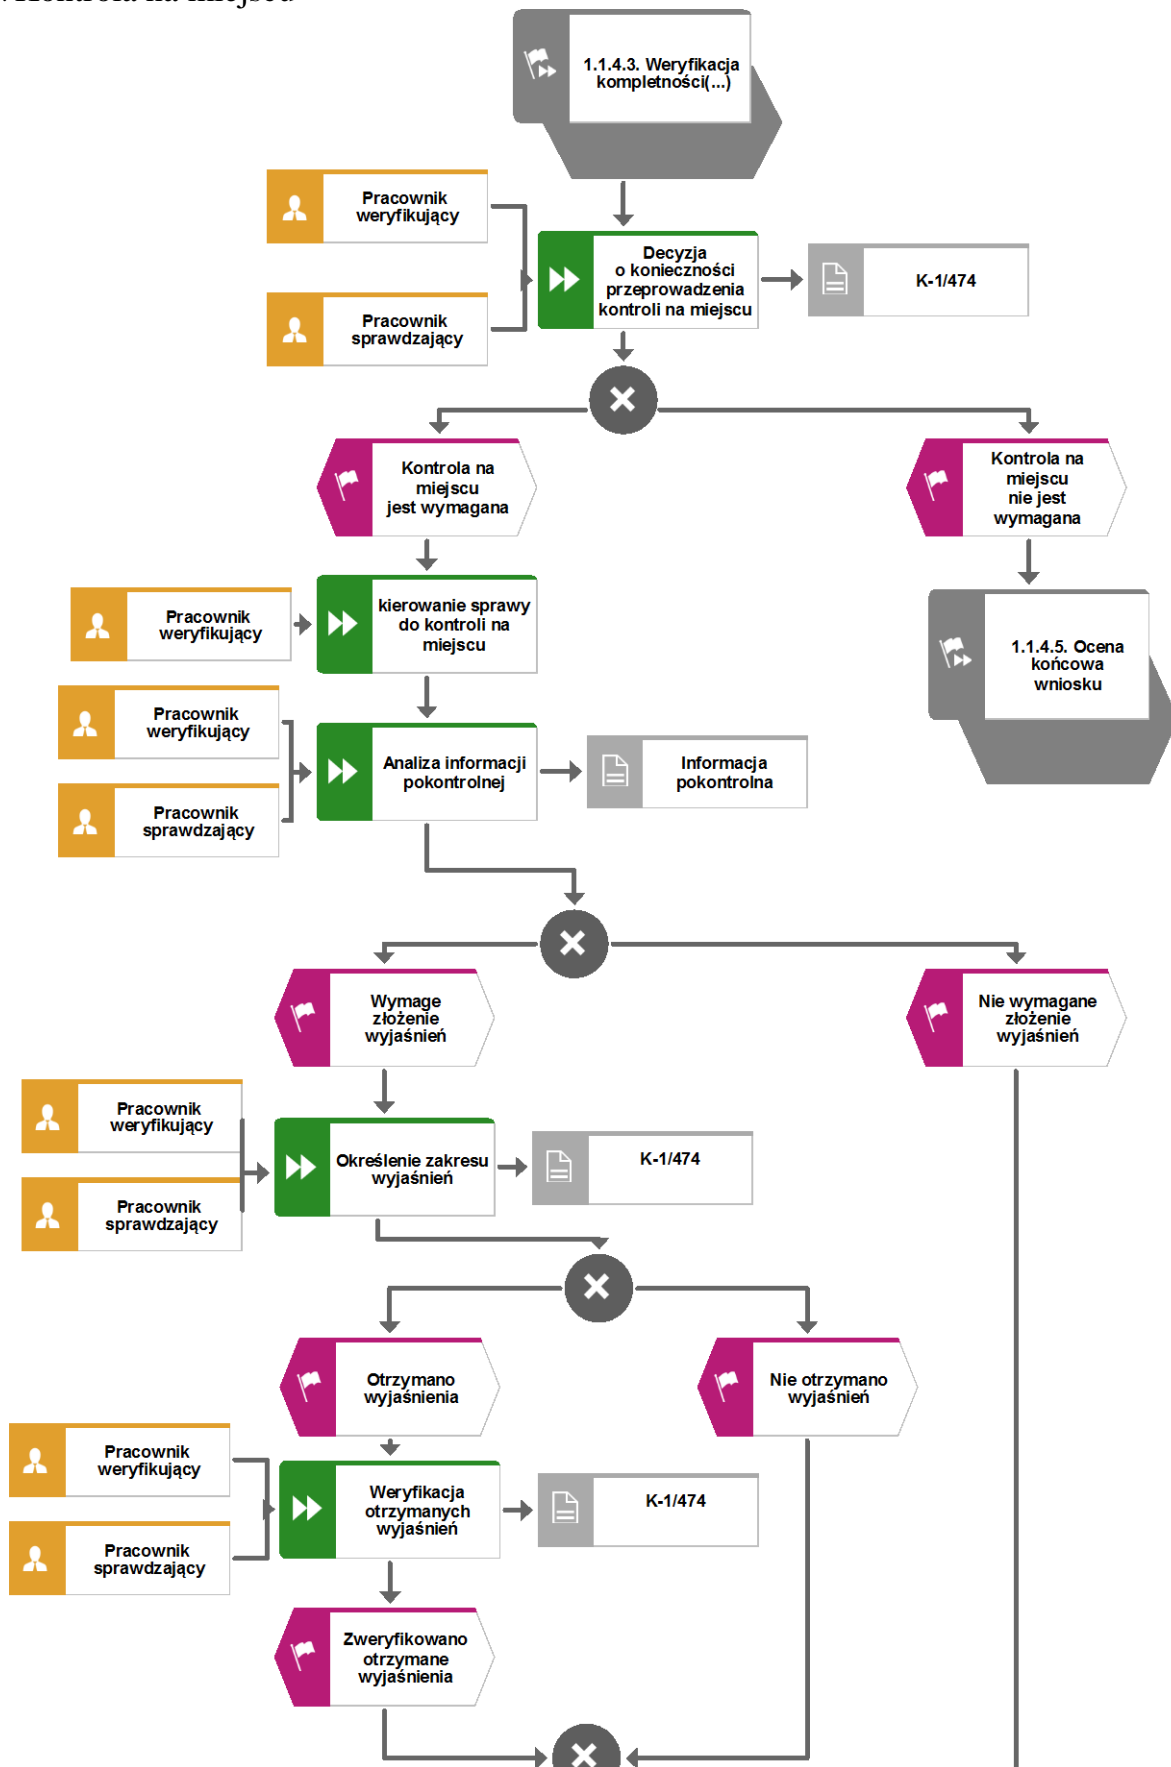 Kontrola na miejscu
1.1.4.3. Weryfikacja
kompletności(...)
Pracownik
weryfikujący
Decyzja
o konieczności
przeprowadzenia
kontroli na miejscu
K-1/474
Pracownik
sprawdzający
Kontrola na
miejscu
jest wymagana
Kontrola na
miejscu
nie jest
wymagana
Pracownik
weryfikujący
kierowanie sprawy
do kontroli na
miejscu
1.1.4.5. Ocena
końcowa
wniosku
Pracownik
weryfikujący
Analiza informacji
pokontrolnej
Informacja
pokontrolna
Pracownik
sprawdzający
Wymage
złożenie
wyjaśnień
Nie wymagane
złożenie
wyjaśnień
Pracownik
weryfikujący
Określenie zakresu
wyjaśnień
K-1/474
Pracownik
sprawdzający
Otrzymano
wyjaśnienia
Nie otrzymano
wyjaśnień
Pracownik
weryfikujący
Weryfikacja
otrzymanych
wyjaśnień
K-1/474
Pracownik
sprawdzający
Zweryfikowano
otrzymane
wyjaśnienia